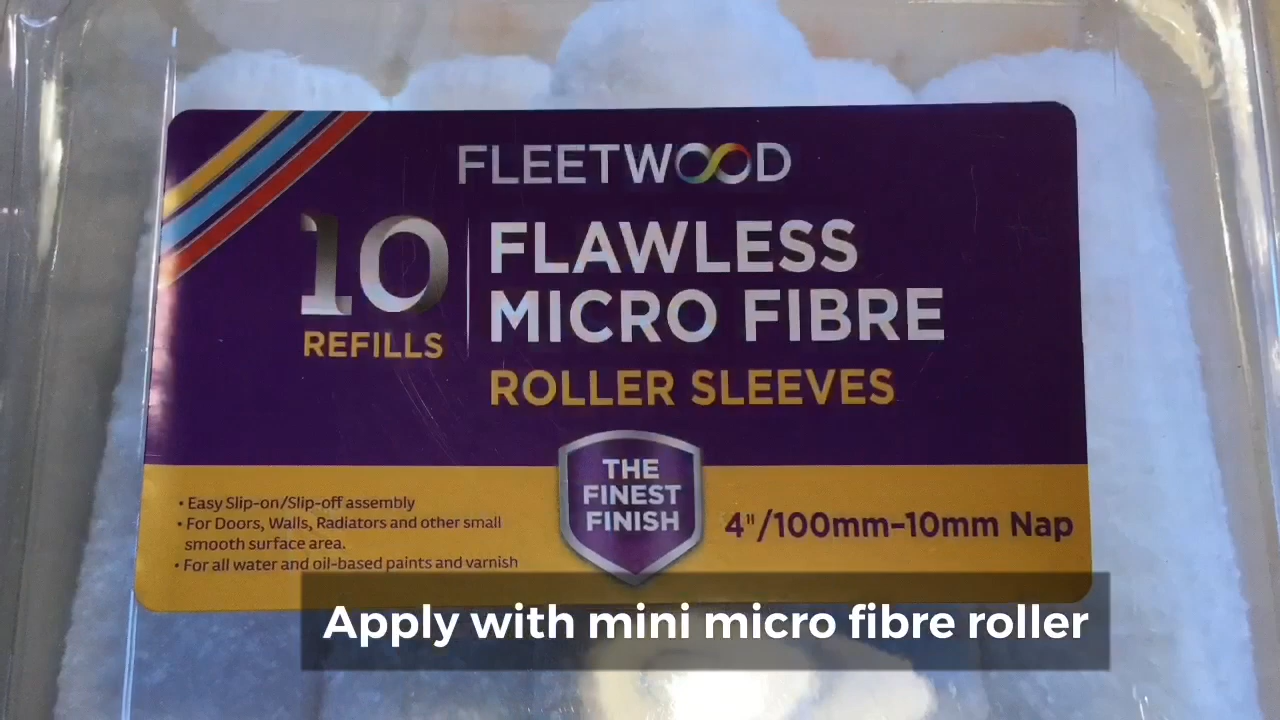 FLEETWOOD
10
REFILLS
FLAWLESS
MICRO FIBRE
ROLLER SLEEVES
THE
FINEST
FINISH
• Easy Slip-on/Slip-off assembly
• For Doors, Walls, Radiators and other small
smooth surface area.
• For all water and oil-based paints and varnish
4"/100mm-10mm Nap
Apply with mini micro fibre roller